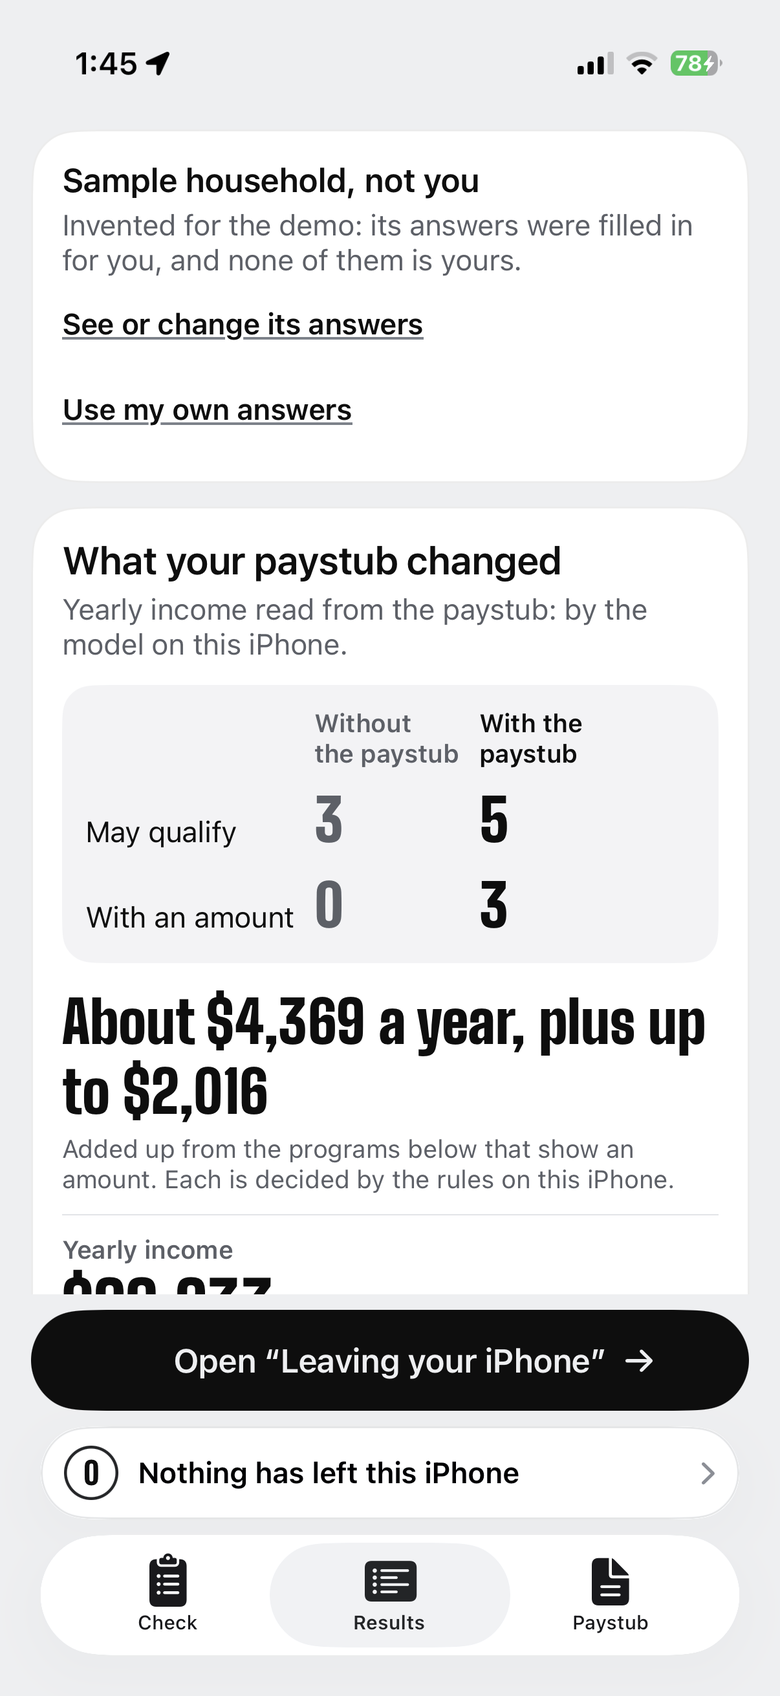 1:45
78
Sample household, not you
Invented for the demo: its answers were filled in
for you, and none of them is yours.
See or change its answers
Use my own answers
What your paystub changed
Yearly income read from the paystub: by the
model on this iPhone.
Without
the paystub
With the
paystub
May qualify 3 5
With an amount 0 3
About $4,369 a year, plus up
to $2,016
Added up from the programs below that show an
amount. Each is decided by the rules on this iPhone.
Yearly income
Open “Leaving your iPhone” →
0 Nothing has left this iPhone
Check
Results
Paystub